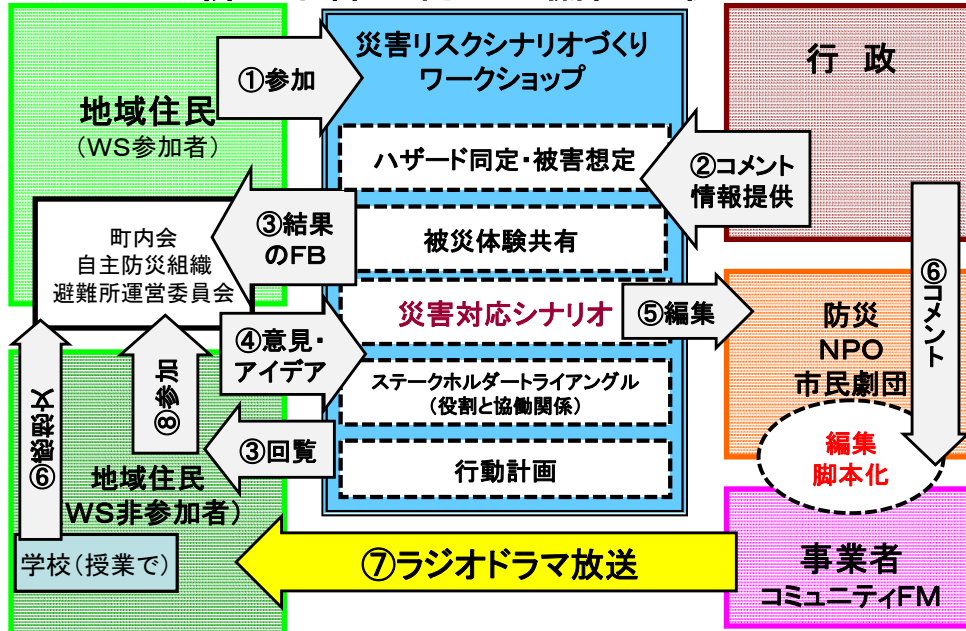 災害リスクシナリオづくり
ワークショップ
行 政
①参加
地域住民
（WS参加者）
ハザード同定・被害想定
②コメント
情報提供
③結果
のFB
町内会
自主防災組織
避難所運営委員会
被災体験共有
⑥コメント
災害対応シナリオ
⑤編集
防災
NPO
市民劇団
④意見・
アイデア
ステークホルダートライアングル
（役割と協働関係）
⑧参加
⑨感想文
③回覧
行動計画
編集
脚本化
地域住民
WS非参加者）
学校（授業で）
⑦ラジオドラマ放送
事業者
コミュニティFM